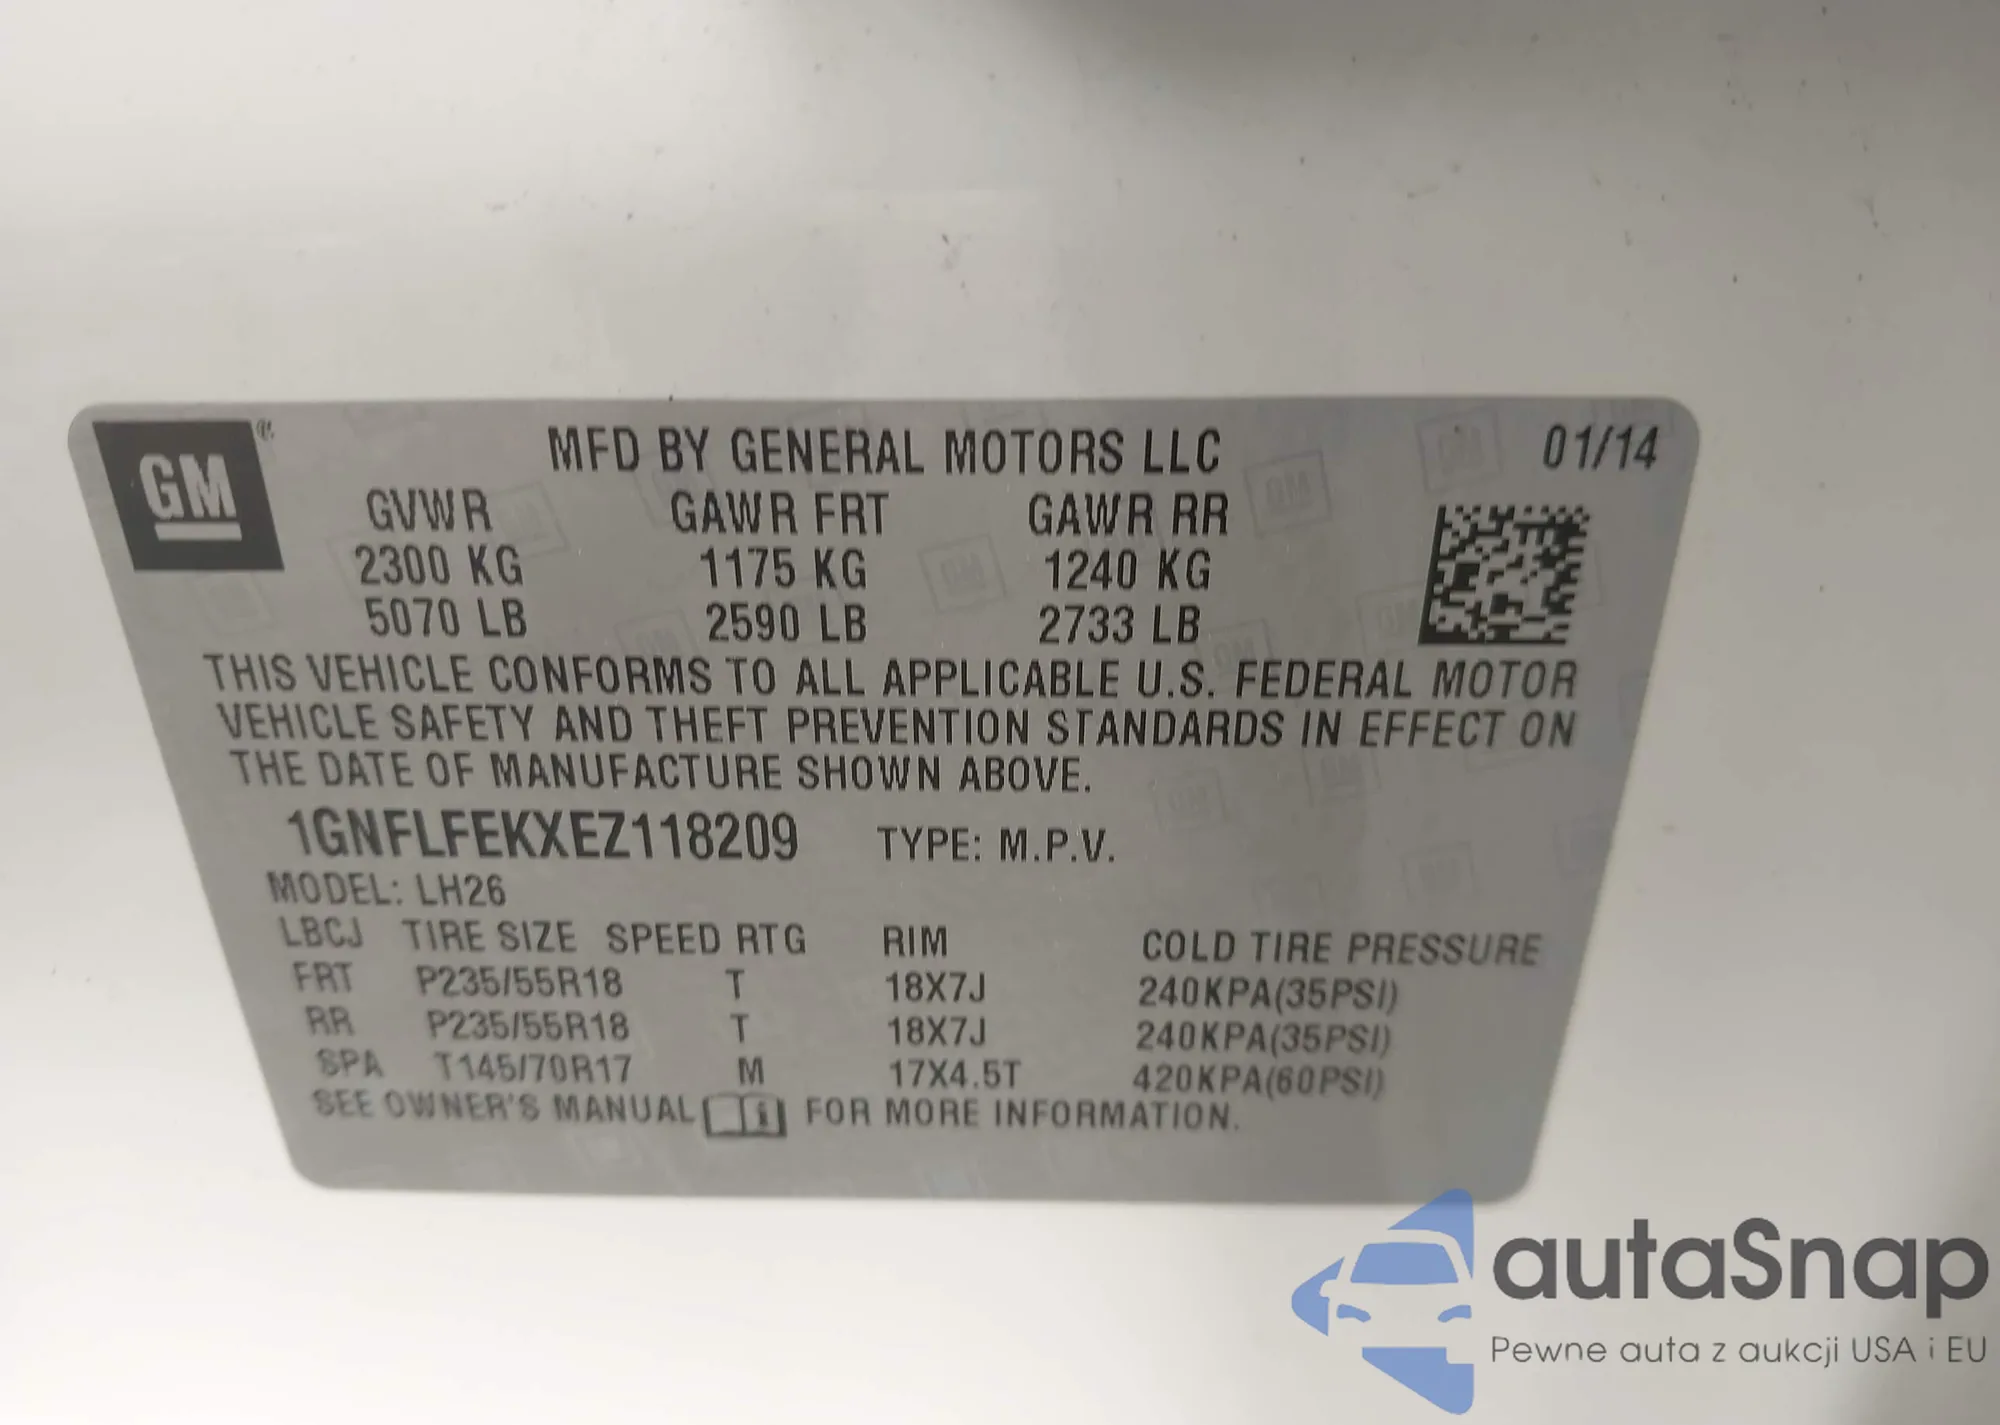 GM
MFD BY GENERAL MOTORS LLC 01/14
GVWR GAWR FRT GAWR RR
2300 KG 1175 KG 1240 KG
5070 LB 2590 LB 2733 LB
THIS VEHICLE CONFORMS TO ALL APPLICABLE U.S. FEDERAL MOTOR
VEHICLE SAFETY AND THEFT PREVENTION STANDARDS IN EFFECT ON
THE DATE OF MANUFACTURE SHOWN ABOVE.
1GNFLFEKXEZ118209 TYPE: M.P.V.
MODEL: LH26
LBCJ TIRE SIZE SPEED RTG RIM COLD TIRE PRESSURE
FRT P235/55R18 T 18X7J 240KPA(35PSI)
RR P235/55R18 T 18X7J 240KPA(35PSI)
SPA T145/70R17 M 17X4.5T 420KPA(60PSI)
SEE OWNER'S MANUAL FOR MORE INFORMATION.
autaSnap
Pewne auta z aukcji USA i EU